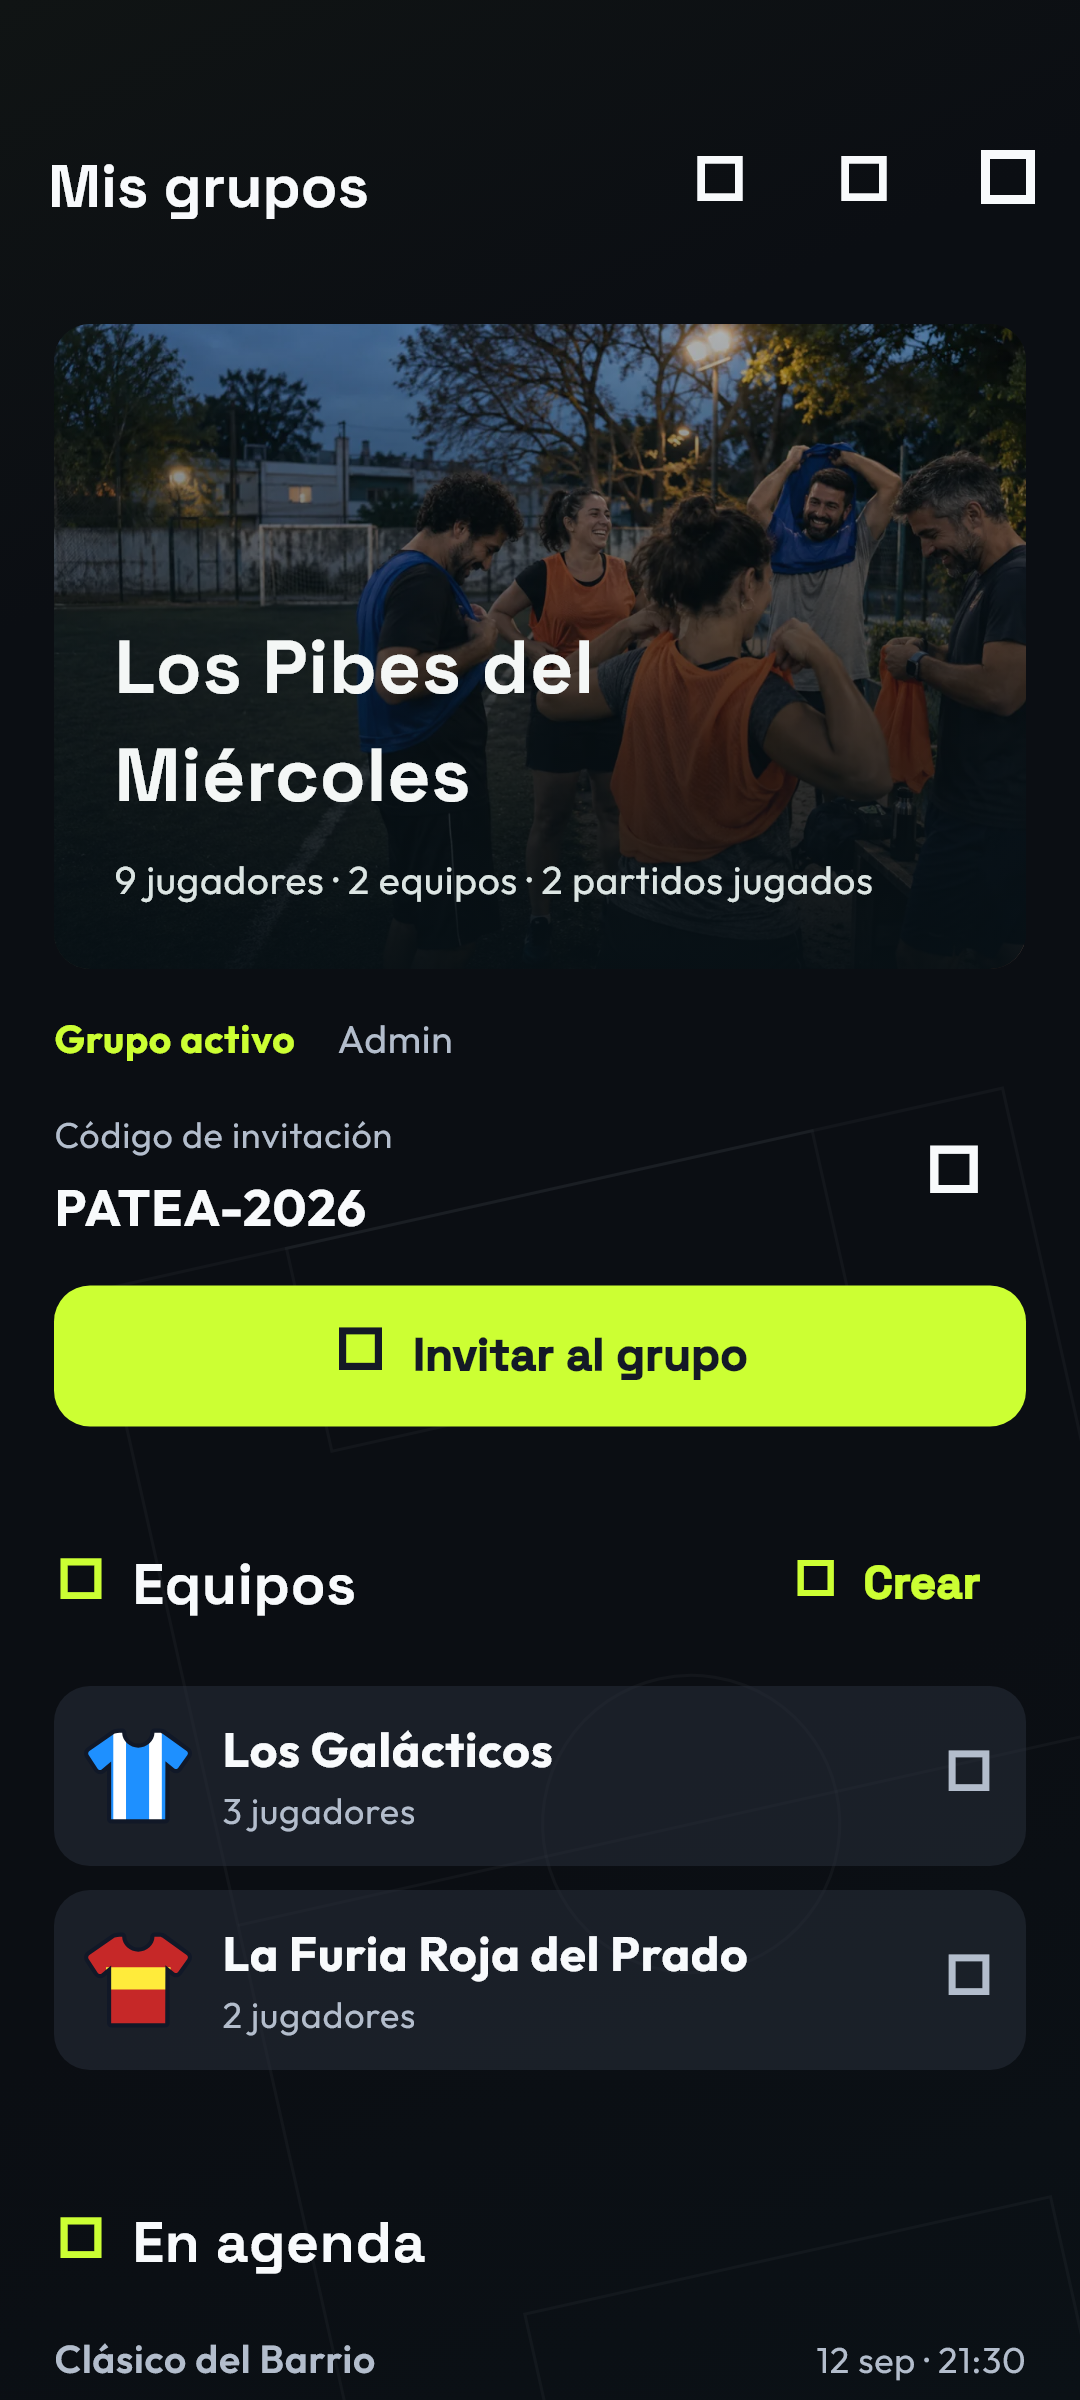 Mis grupos
Los Pibes del
Miércoles
9 jugadores · 2 equipos · 2 partidos jugados
Grupo activo Admin
Código de invitación
PATEA-2026
Invitar al grupo
Equipos Crear
Los Galácticos
3 jugadores
La Furia Roja del Prado
2 jugadores
En agenda
Clásico del Barrio 12 sep · 21:30